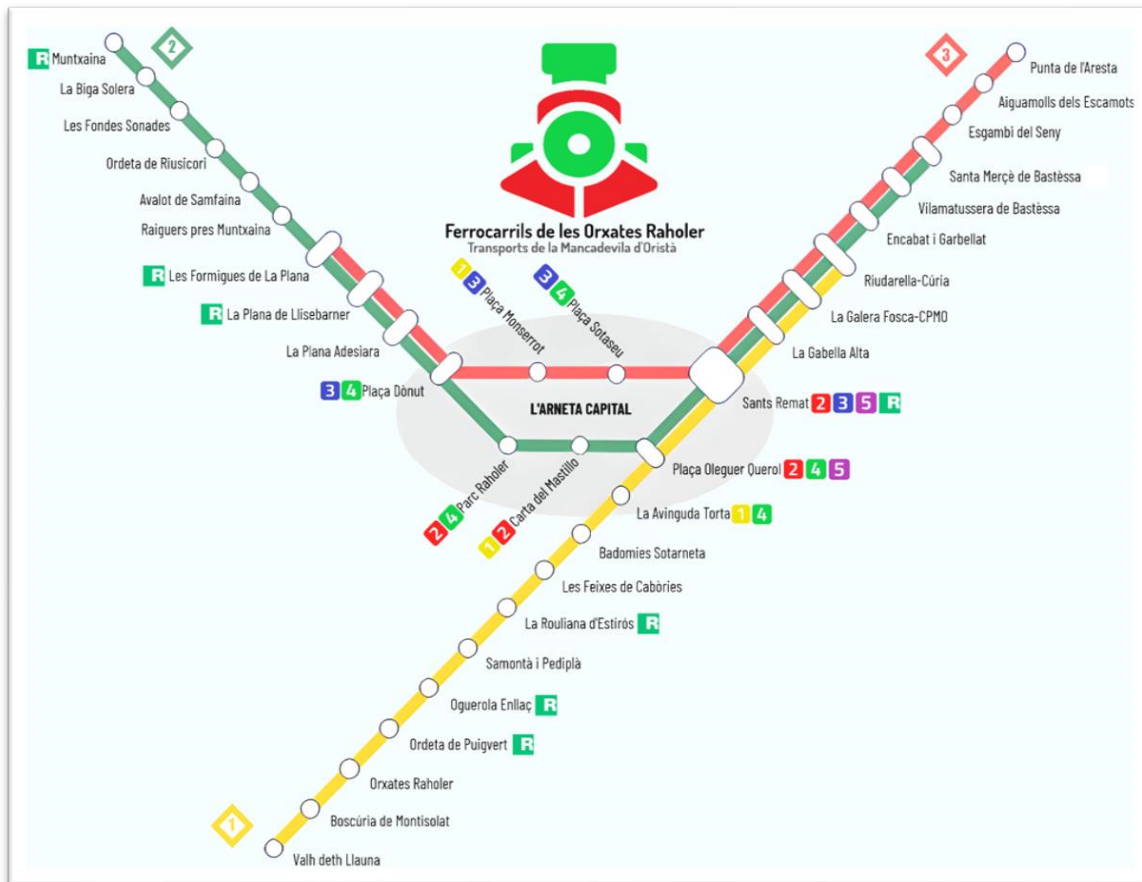 2
3
Ferrocarrils de les Orxates Raholer
Transports de la Mancadevila d'Oristà
R Muntxaina
La Biga Solera
Les Fondes Sonades
Ordeta de Riusicori
Avalot de Samfaina
Raiguers pres Muntxaina
R Les Formigues de La Plana
R La Plana de Llisebarner
La Plana Adesiara
3 4 Plaça Dònut
1 3 Plaça Monserrot
3 4 Plaça Sotaseu
L'ARNETA CAPITAL
2 4 Parc Raholer
1 2 Carta del Mastillo
Punta de l'Aresta
Aiguamolls dels Escamots
Esgambi del Seny
Santa Merçè de Bastèssa
Vilamatussera de Bastèssa
Encabat i Garbellat
Riudarella-Cúria
La Galera Fosca-CPMO
La Gabella Alta
Sants Remat 2 3 5 R
Plaça Oleguer Querol 2 4 5
La Avinguda Torta 1 4
Badomies Sotarneta
Les Feixes de Cabòries
La Rouliana d'Estirós R
Samontà i Pediplà
Oguerola Enllaç R
Ordeta de Puigvert R
Orxates Raholer
Boscúria de Montisolat
Valh deth Llauna
1